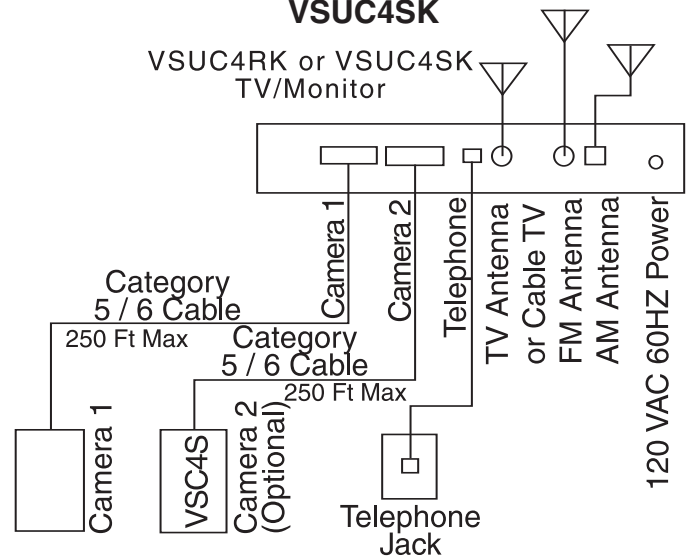 VSUC4SK
VSUC4RK or VSUC4SK
TV/Monitor
Camera 1
Camera 2
Telephone
TV Antenna
or Cable TV
FM Antenna
AM Antenna
120 VAC 60HZ Power
Category
5 / 6 Cable
250 Ft Max
Category
5 / 6 Cable
250 Ft Max
Camera 1
VSC4S
Camera 2
(Optional)
Telephone
Jack